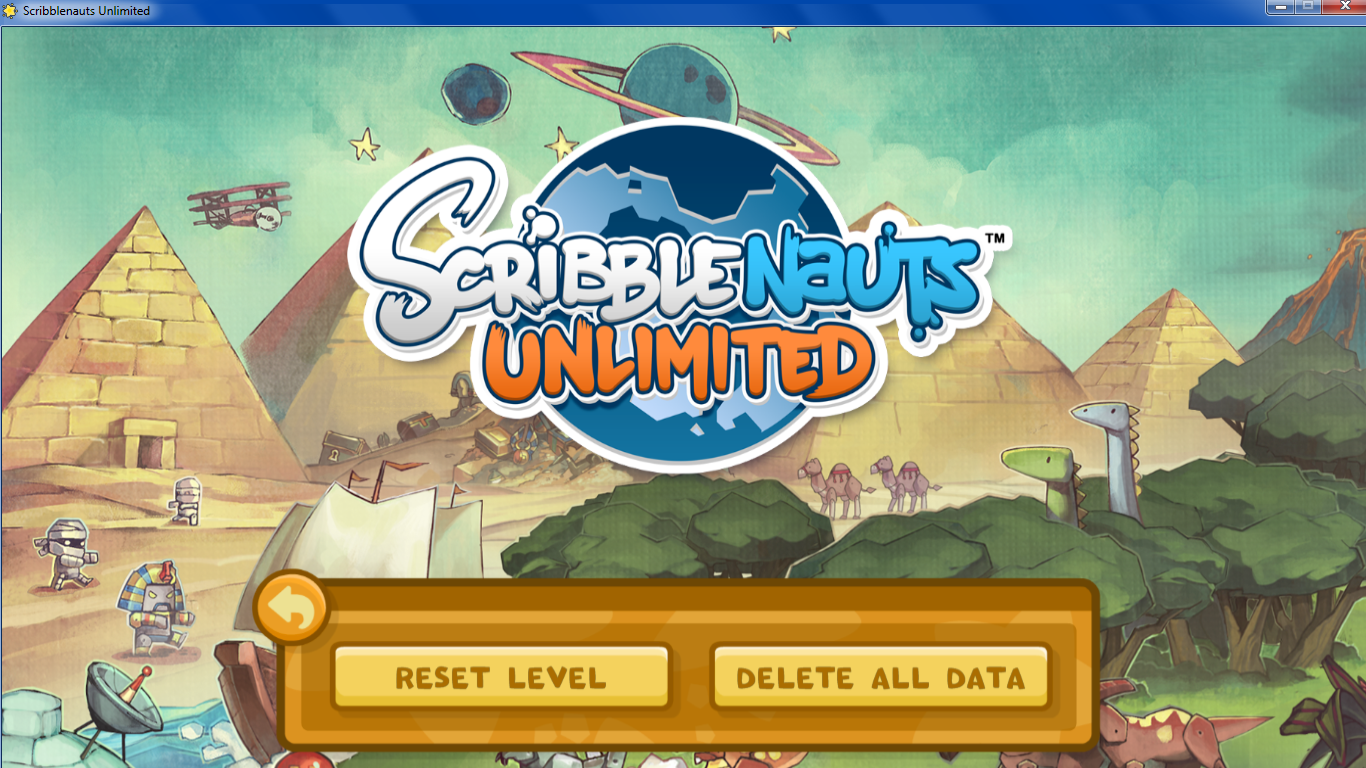 Scribblenauts Unlimited
SCRIBBLENAUTS™
UNLIMITED
RESET LEVEL
DELETE ALL DATA